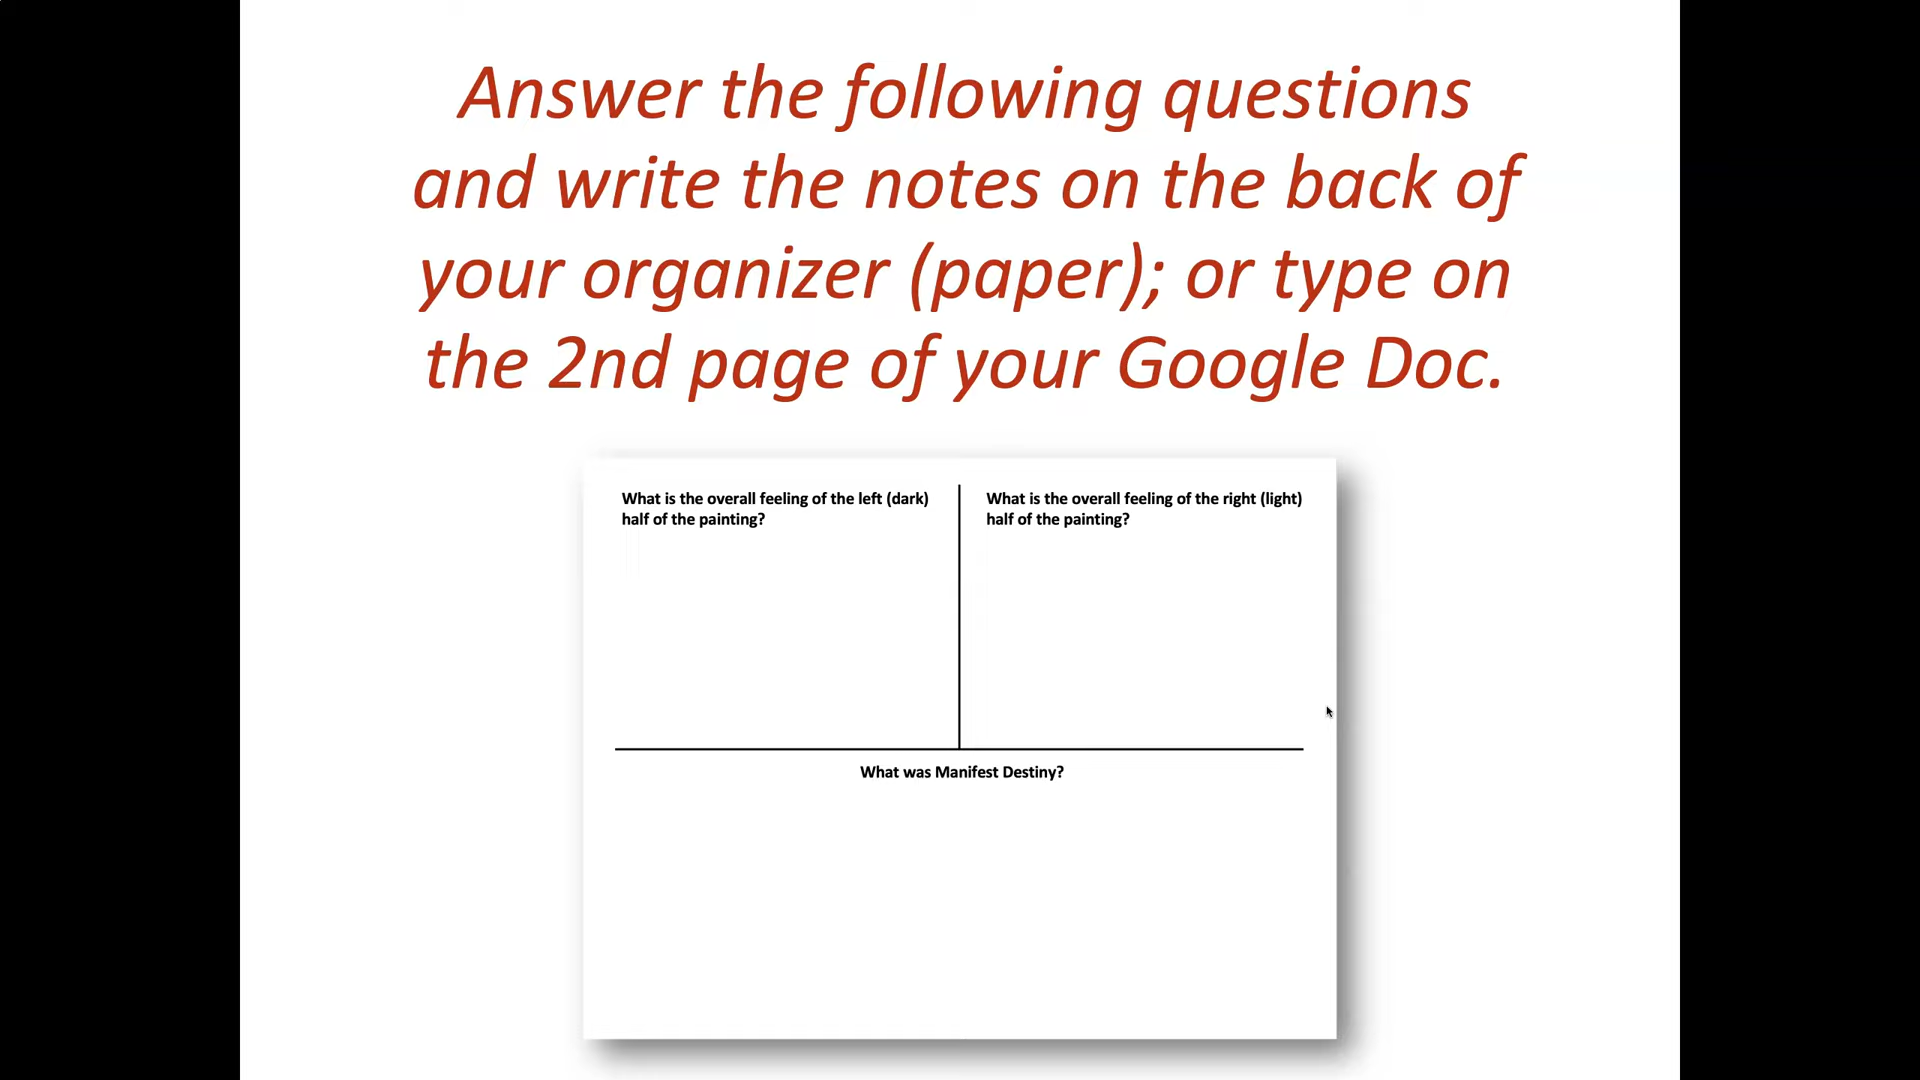 Answer the following questions
and write the notes on the back of
your organizer (paper); or type on
the 2nd page of your Google Doc.
What is the overall feeling of the left (dark)
half of the painting?
What is the overall feeling of the right (light)
half of the painting?
What was Manifest Destiny?